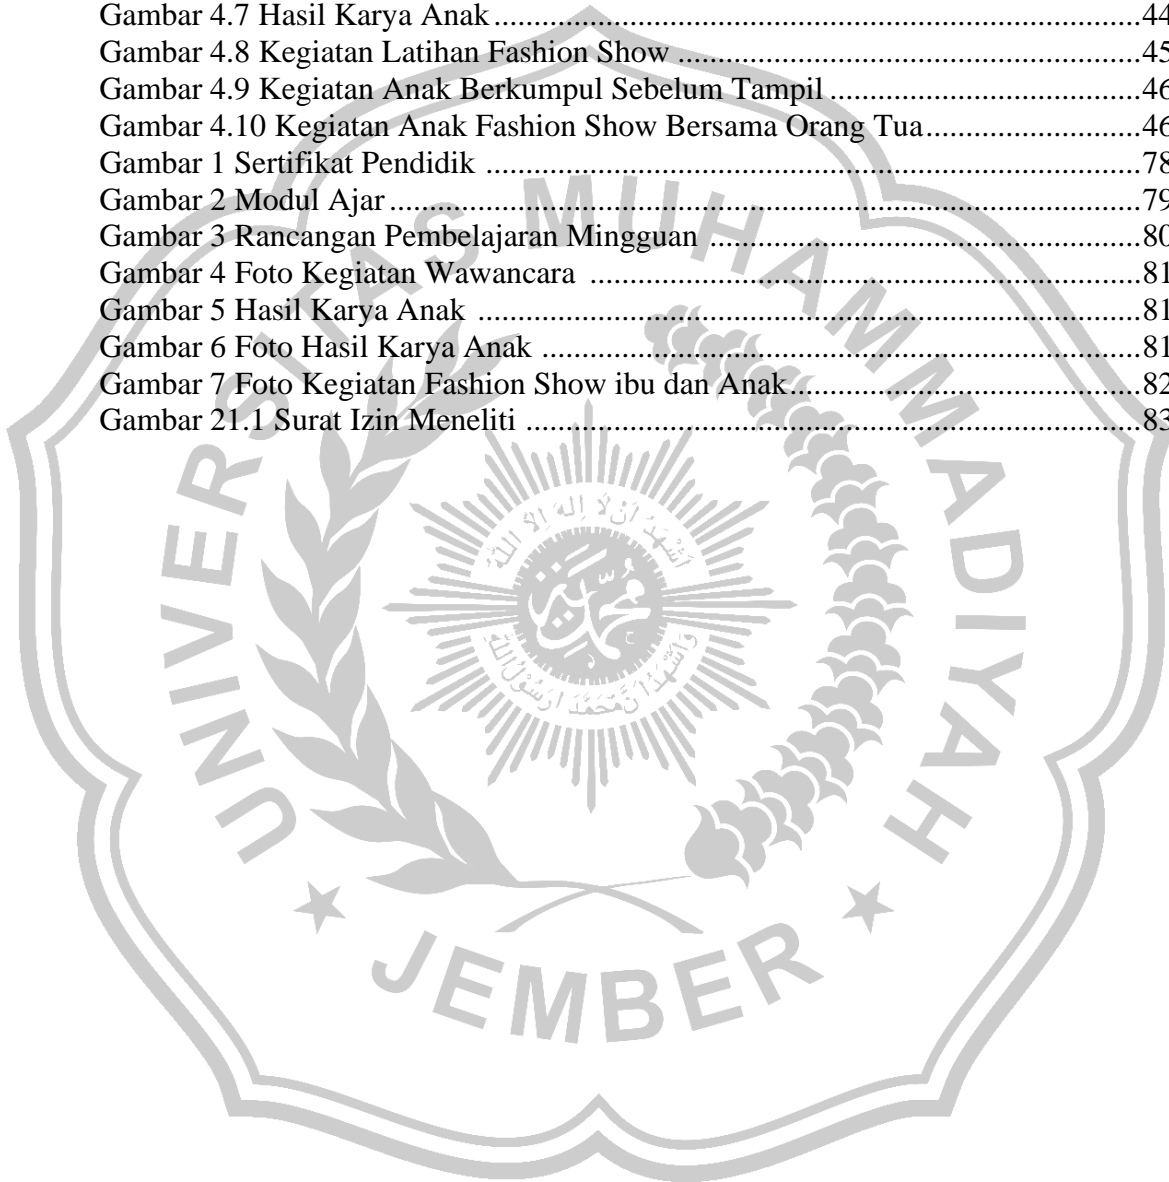 Gambar 4.7 Hasil Karya Anak ........................................................................44
Gambar 4.8 Kegiatan Latihan Fashion Show ................................................45
Gambar 4.9 Kegiatan Anak Berkumpul Sebelum Tampil ..............................46
Gambar 4.10 Kegiatan Anak Fashion Show Bersama Orang Tua..................46
Gambar 1 Sertifikat Pendidik .......................................................................78
Gambar 2 Modul Ajar ..................................................................................79
Gambar 3 Rancangan Pembelajaran Mingguan ............................................80
Gambar 4 Foto Kegiatan Wawancara ..........................................................81
Gambar 5 Hasil Karya Anak ........................................................................81
Gambar 6 Foto Hasil Karya Anak ................................................................81
Gambar 7 Foto Kegiatan Fashion Show ibu dan Anak..................................82
Gambar 21.1 Surat Izin Meneliti ..................................................................83
UNIVERSITAS MUHAMMADIYAH
JEMBER